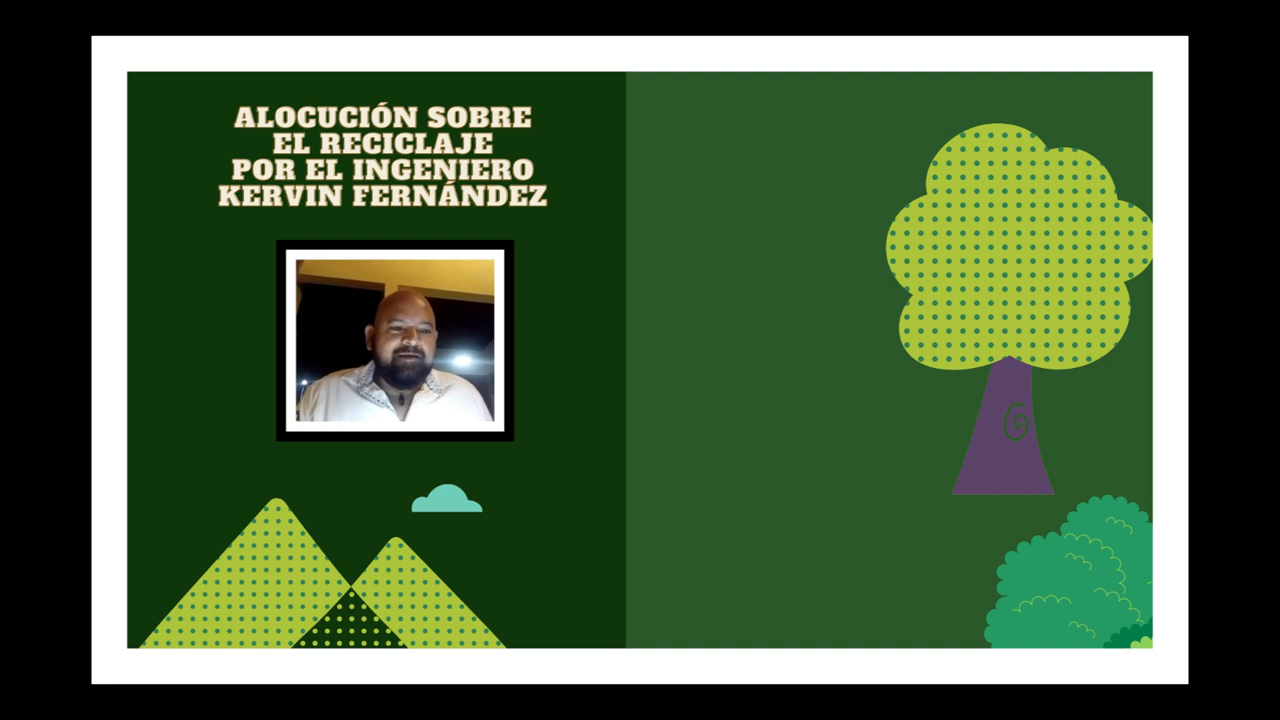 ALOCUCIÓN SOBRE
EL RECICLAJE
POR EL INGENIERO
KERVIN FERNÁNDEZ